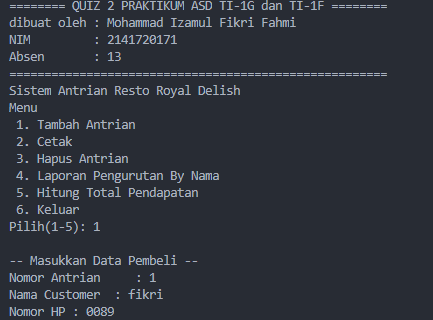 ======== QUIZ 2 PRAKTIKUM ASD TI-1G dan TI-1F ========
dibuat oleh : Mohammad Izamul Fikri Fahmi
NIM         : 2141720171
Absen       : 13
======================================================
Sistem Antrian Resto Royal Delish
Menu
 1. Tambah Antrian
 2. Cetak
 3. Hapus Antrian
 4. Laporan Pengurutan By Nama
 5. Hitung Total Pendapatan
 6. Keluar
Pilih(1-5): 1

-- Masukkan Data Pembeli --
Nomor Antrian     : 1
Nama Customer  : fikri
Nomor HP : 0089